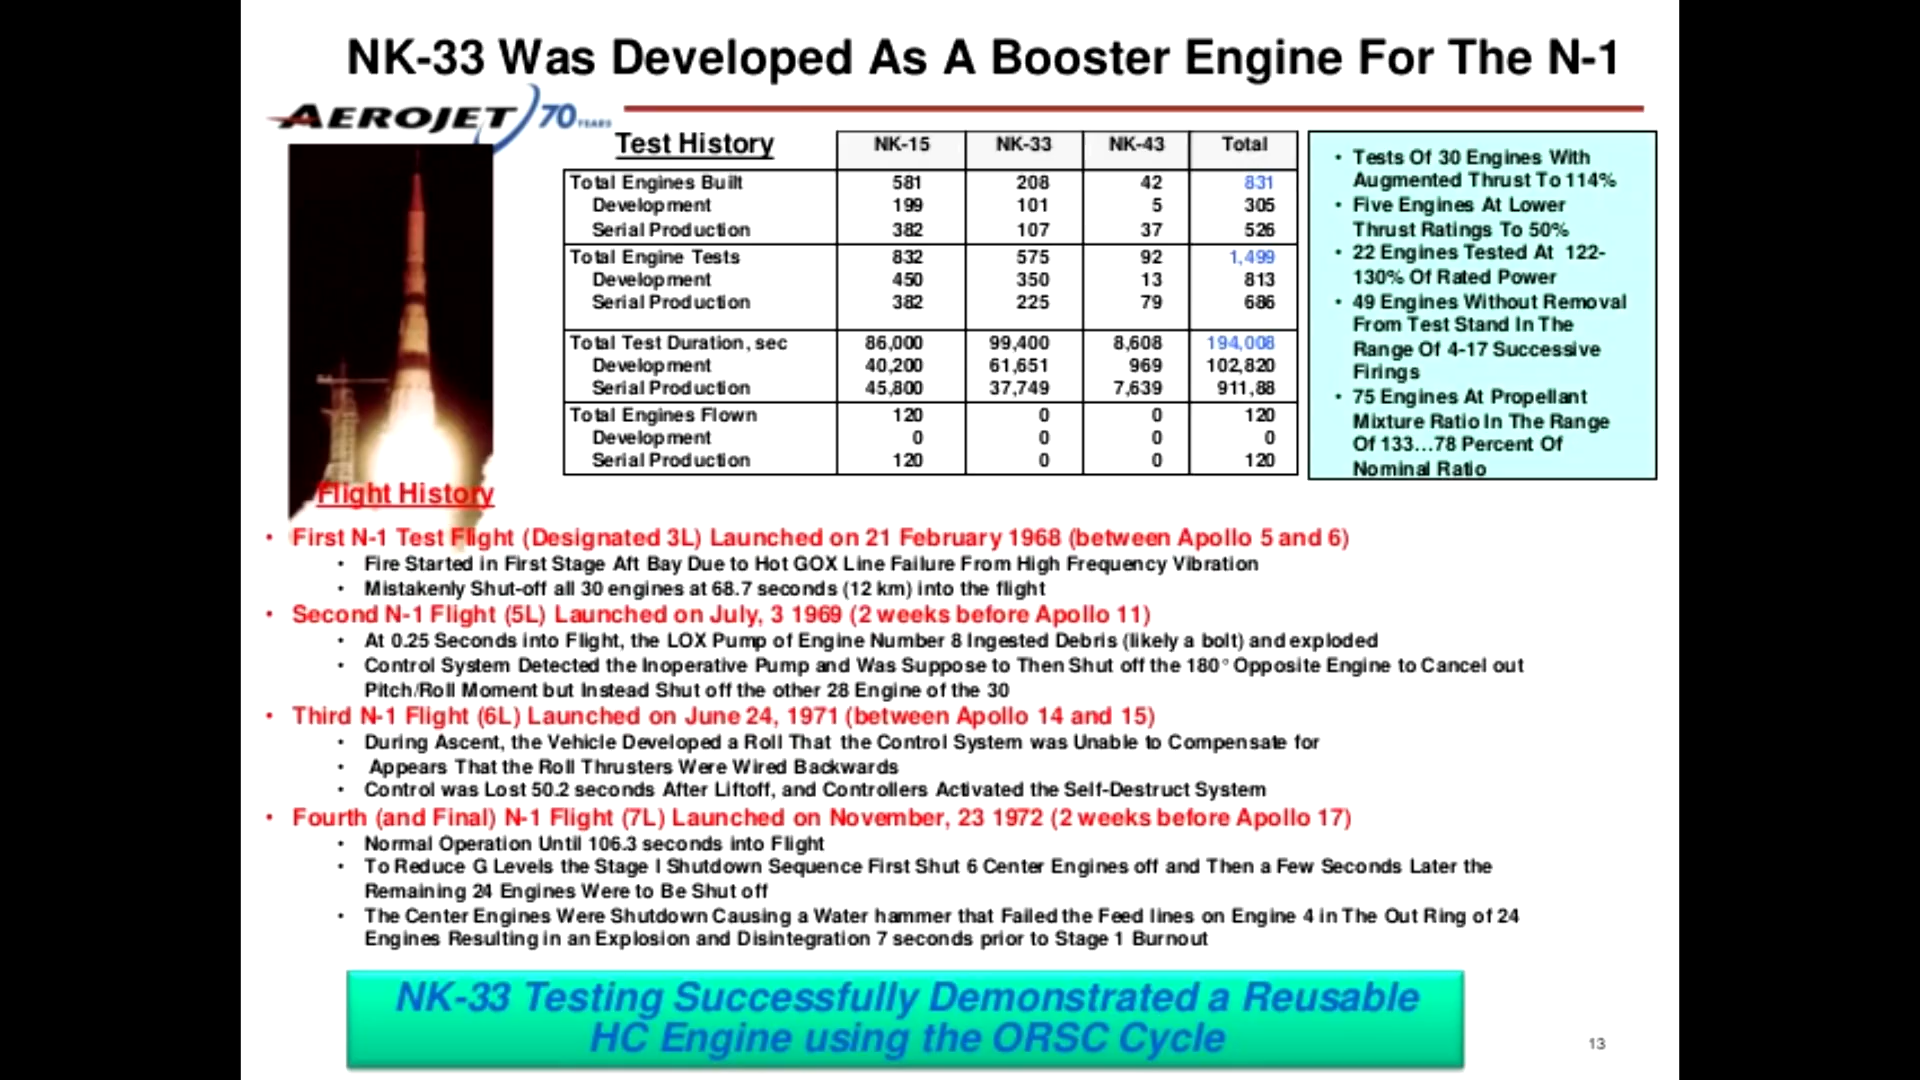 NK-33 Was Developed As A Booster Engine For The N-1
AEROJET 70 YEARS
Test History
NK-15 NK-33 NK-43 Total
Total Engines Built 581 208 42 831
Development 199 101 5 305
Serial Production 382 107 37 526
Total Engine Tests 832 575 92 1,499
Development 450 350 13 813
Serial Production 382 225 79 686
Total Test Duration, sec 86,000 99,400 8,608 194,008
Development 40,200 61,651 969 102,820
Serial Production 45,800 37,749 7,639 911,88
Total Engines Flown 120 0 0 120
Development 0 0 0 0
Serial Production 120 0 0 120
• Tests Of 30 Engines With
Augmented Thrust To 114%
• Five Engines At Lower
Thrust Ratings To 50%
• 22 Engines Tested At 122-
130% Of Rated Power
• 49 Engines Without Removal
From Test Stand In The
Range Of 4-17 Successive
Firings
• 75 Engines At Propellant
Mixture Ratio In The Range
Of 133...78 Percent Of
Nominal Ratio
Flight History
• First N-1 Test Flight (Designated 3L) Launched on 21 February 1968 (between Apollo 5 and 6)
• Fire Started in First Stage Aft Bay Due to Hot GOX Line Failure From High Frequency Vibration
• Mistakenly Shut-off all 30 engines at 68.7 seconds (12 km) into the flight
• Second N-1 Flight (5L) Launched on July, 3 1969 (2 weeks before Apollo 11)
• At 0.25 Seconds into Flight, the LOX Pump of Engine Number 8 Ingested Debris (likely a bolt) and exploded
• Control System Detected the Inoperative Pump and Was Suppose to Then Shut off the 180° Opposite Engine to Cancel out
Pitch/Roll Moment but Instead Shut off the other 28 Engine of the 30
• Third N-1 Flight (6L) Launched on June 24, 1971 (between Apollo 14 and 15)
• During Ascent, the Vehicle Developed a Roll That the Control System was Unable to Compensate for
• Appears That the Roll Thrusters Were Wired Backwards
• Control was Lost 50.2 seconds After Liftoff, and Controllers Activated the Self-Destruct System
• Fourth (and Final) N-1 Flight (7L) Launched on November, 23 1972 (2 weeks before Apollo 17)
• Normal Operation Until 106.3 seconds into Flight
• To Reduce G Levels the Stage I Shutdown Sequence First Shut 6 Center Engines off and Then a Few Seconds Later the
Remaining 24 Engines Were to Be Shut off
• The Center Engines Were Shutdown Causing a Water hammer that Failed the Feed lines on Engine 4 in The Out Ring of 24
Engines Resulting in an Explosion and Disintegration 7 seconds prior to Stage 1 Burnout
NK-33 Testing Successfully Demonstrated a Reusable
HC Engine using the ORSC Cycle
13